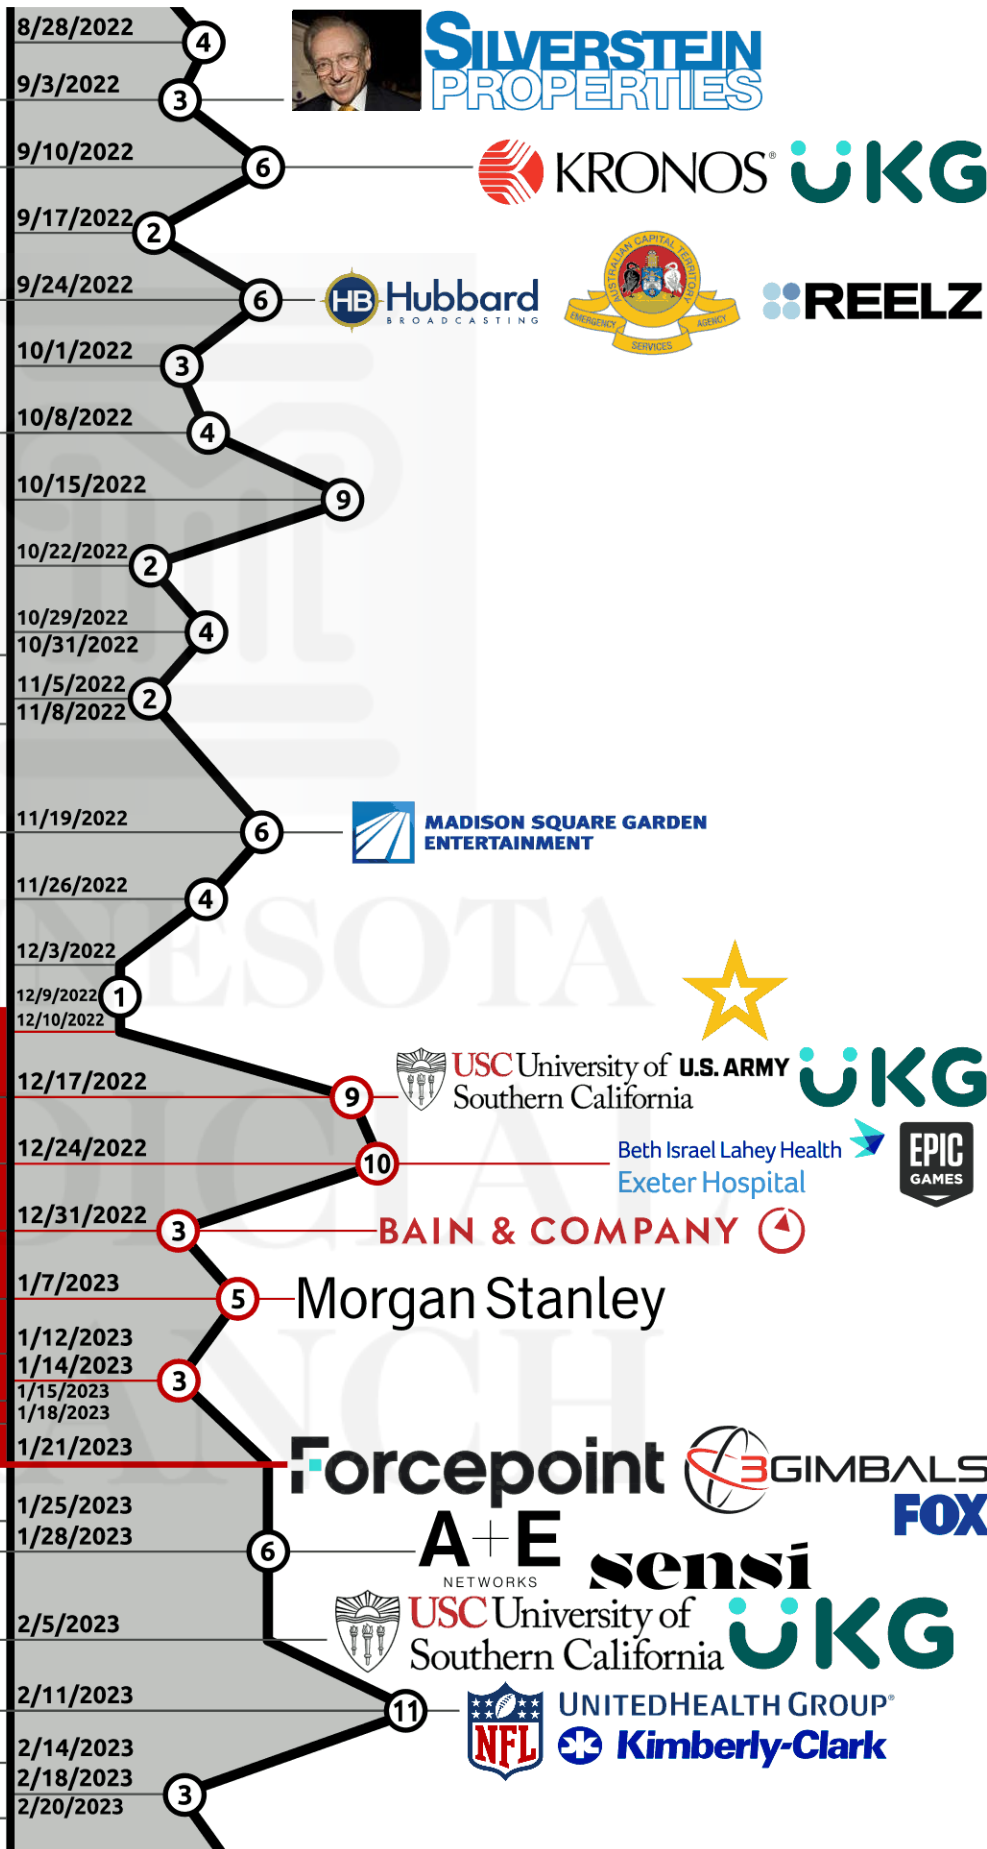 8/28/2022
4
SILVERSTEIN
PROPERTIES
9/3/2022
3
9/10/2022
6
KRONOS®
UKG
9/17/2022
2
9/24/2022
6
HB Hubbard
BROADCASTING
AUSTRALIAN CAPITAL TERRITORY
EMERGENCY
SERVICES
AGENCY
REELZ
10/1/2022
3
10/8/2022
4
10/15/2022
9
10/22/2022
2
10/29/2022
4
10/31/2022
11/5/2022
2
11/8/2022
11/19/2022
6
MADISON SQUARE GARDEN
ENTERTAINMENT
11/26/2022
4
NESOTA
12/3/2022
12/9/2022
1
12/10/2022
U.S. ARMY
USC University of
Southern California
UKG
12/17/2022
9
DICIAL
12/24/2022
10
Beth Israel Lahey Health
Exeter Hospital
EPIC
GAMES
12/31/2022
3
BAIN & COMPANY
1/7/2023
5
Morgan Stanley
1/12/2023
1/14/2023
3
1/15/2023
1/18/2023
ANCH
1/21/2023
Forcepoint
3GIMBALS
FOX
1/25/2023
1/28/2023
6
A+E
NETWORKS
sensi
2/5/2023
USC University of
Southern California
UKG
2/11/2023
11
NFL
UNITEDHEALTH GROUP®
Kimberly-Clark
2/14/2023
2/18/2023
3
2/20/2023